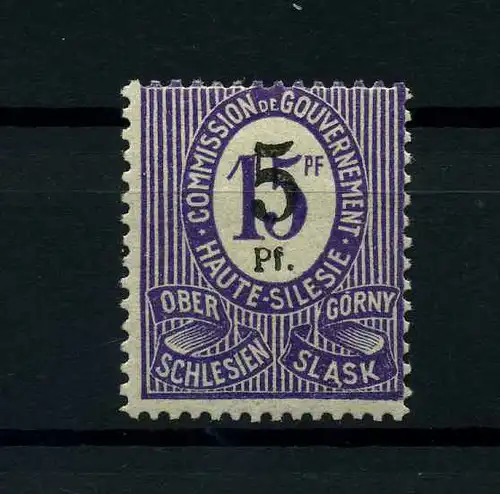 COMMISSION DE GOUVERNEMENT
15 PF
5
Pf.
HAUTE-SILESIE
OBER
SCHLESIEN
GÓRNY
SLASK